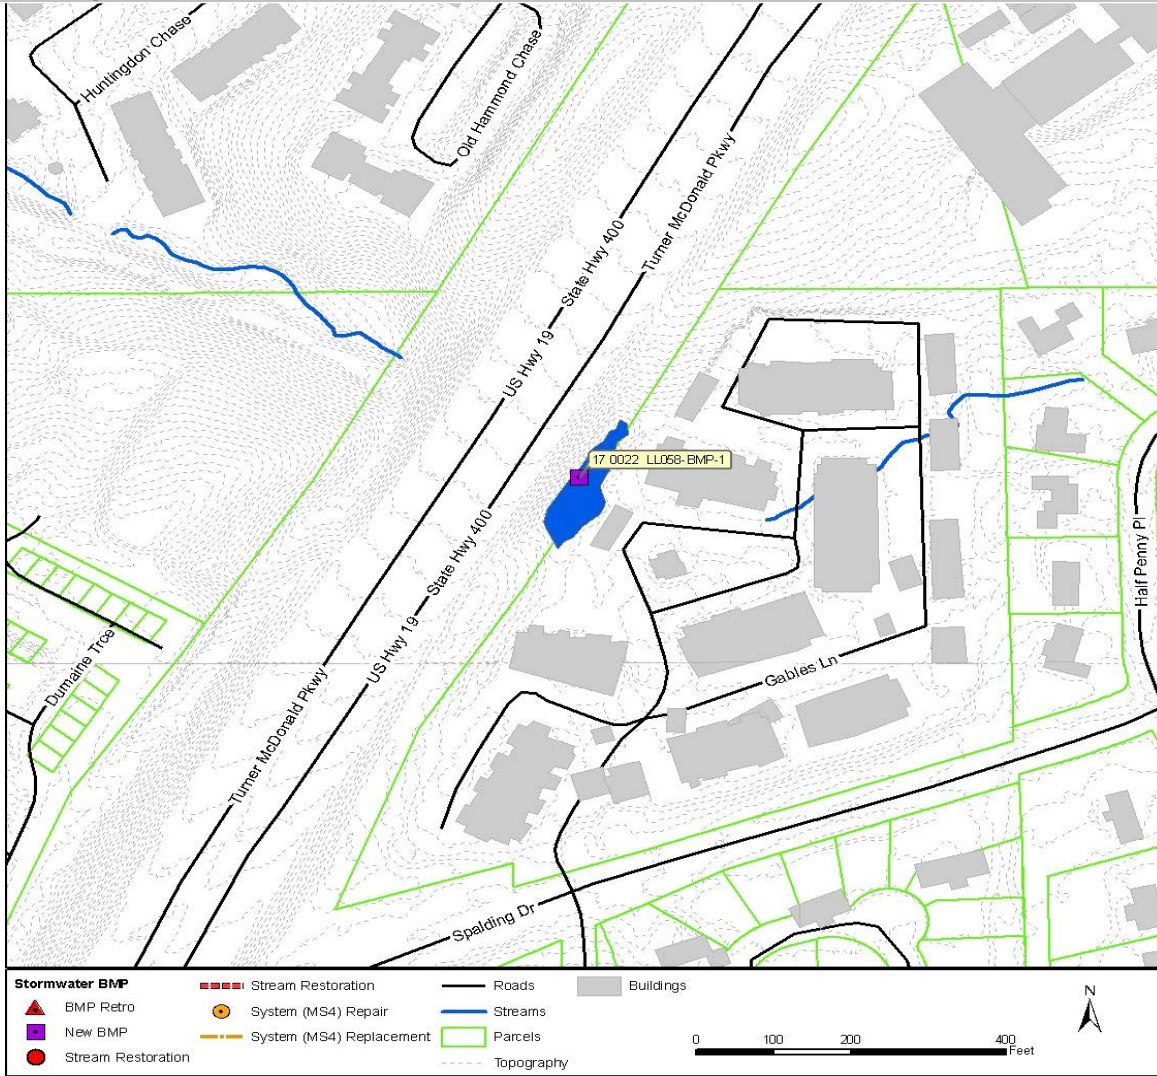 Huntingdon Chase
Old Hammond Chase
Turner McDonald Pkwy
State Hwy 400
US Hwy 19
17 0022 LL058-BMP-1
State Hwy 400
US Hwy 19
Half Penny Pl
Dumaine Trce
Gables Ln
Turner McDonald Pkwy
Spalding Dr
Stormwater BMP
BMP Retro
New BMP
Stream Restoration
Stream Restoration
System (MS4) Repair
System (MS4) Replacement
Roads
Streams
Parcels
Topography
Buildings
N
0 100 200 400
Feet